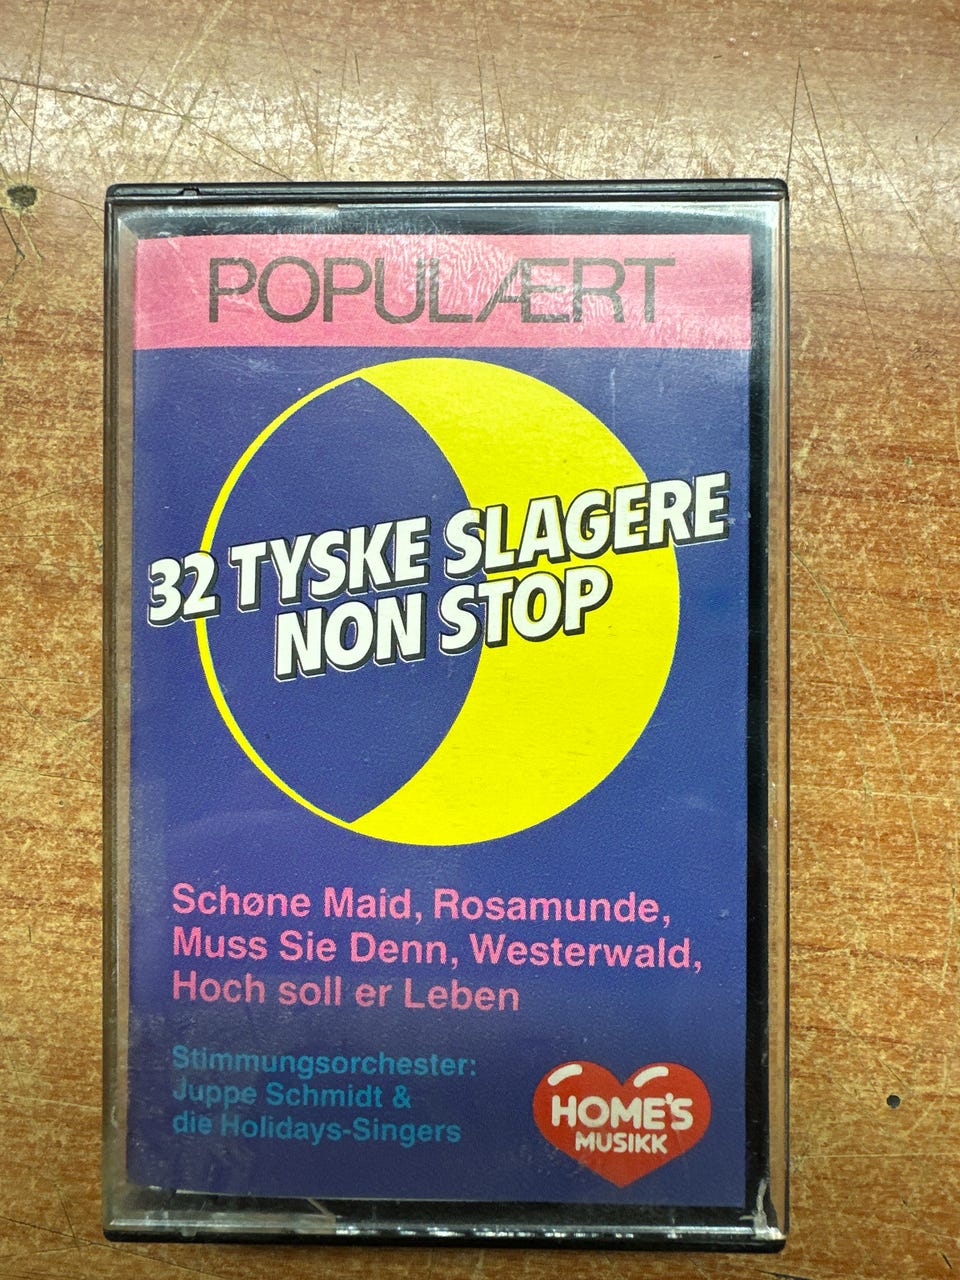 POPULÆRT
32 TYSKE SLAGERE
NON STOP
Schøne Maid, Rosamunde,
Muss Sie Denn, Westerwald,
Hoch soll er Leben
Stimmungsorchester:
Juppe Schmidt &
die Holidays-Singers
HOME'S
MUSIKK